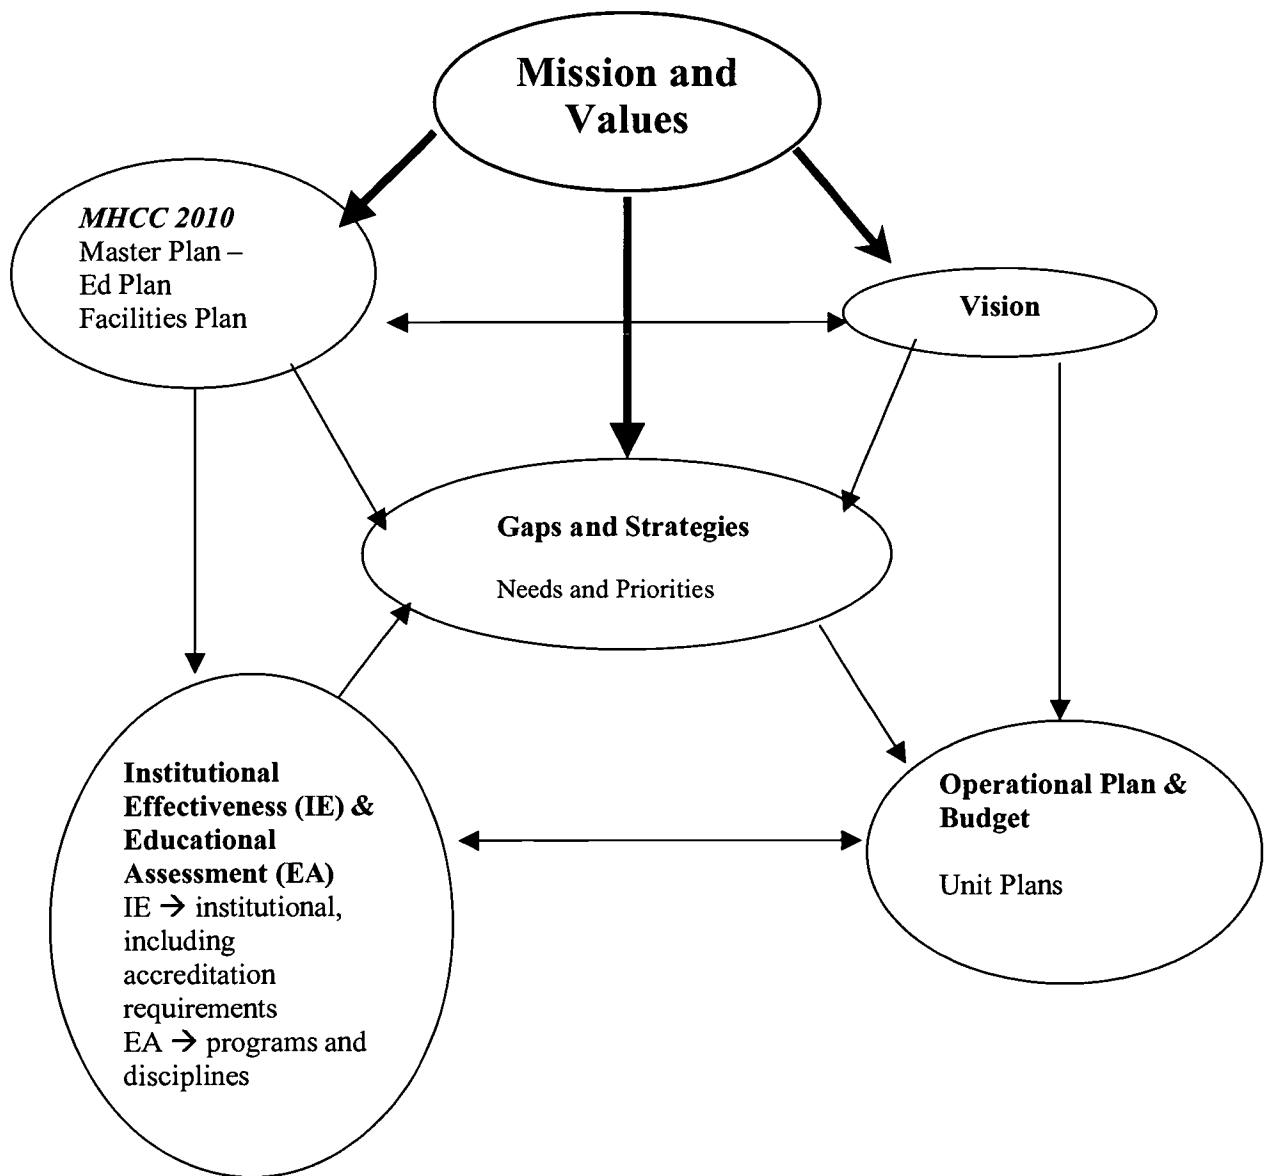 Mission and
Values
MHCC 2010
Master Plan –
Ed Plan
Facilities Plan
Vision
Gaps and Strategies
Needs and Priorities
Institutional
Effectiveness (IE) &
Educational
Assessment (EA)
IE → institutional,
including
accreditation
requirements
EA → programs and
disciplines
Operational Plan &
Budget
Unit Plans